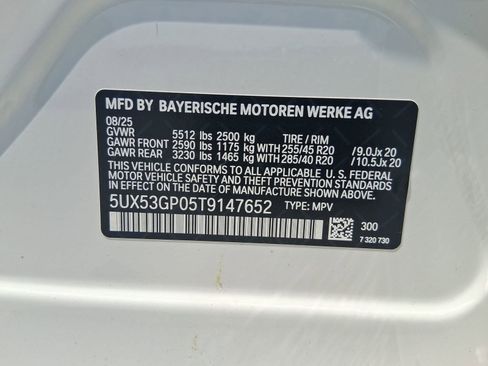 MFD BY BAYERISCHE MOTOREN WERKE AG
08/25
GVWR 5512 lbs 2500 kg TIRE / RIM
GAWR FRONT 2590 lbs 1175 kg WITH 255/45 R20 /9.0Jx 20
GAWR REAR 3230 lbs 1465 kg WITH 285/40 R20 /10.5Jx 20
THIS VEHICLE CONFORMS TO ALL APPLICABLE U. S. FEDERAL
MOTOR VEHICLE SAFETY STANDARDS IN EFFECT ON
THE DATE OF MANUFACTURE SHOWN ABOVE.
5UX53GP05T9147652 TYPE: MPV
300
7 320 730